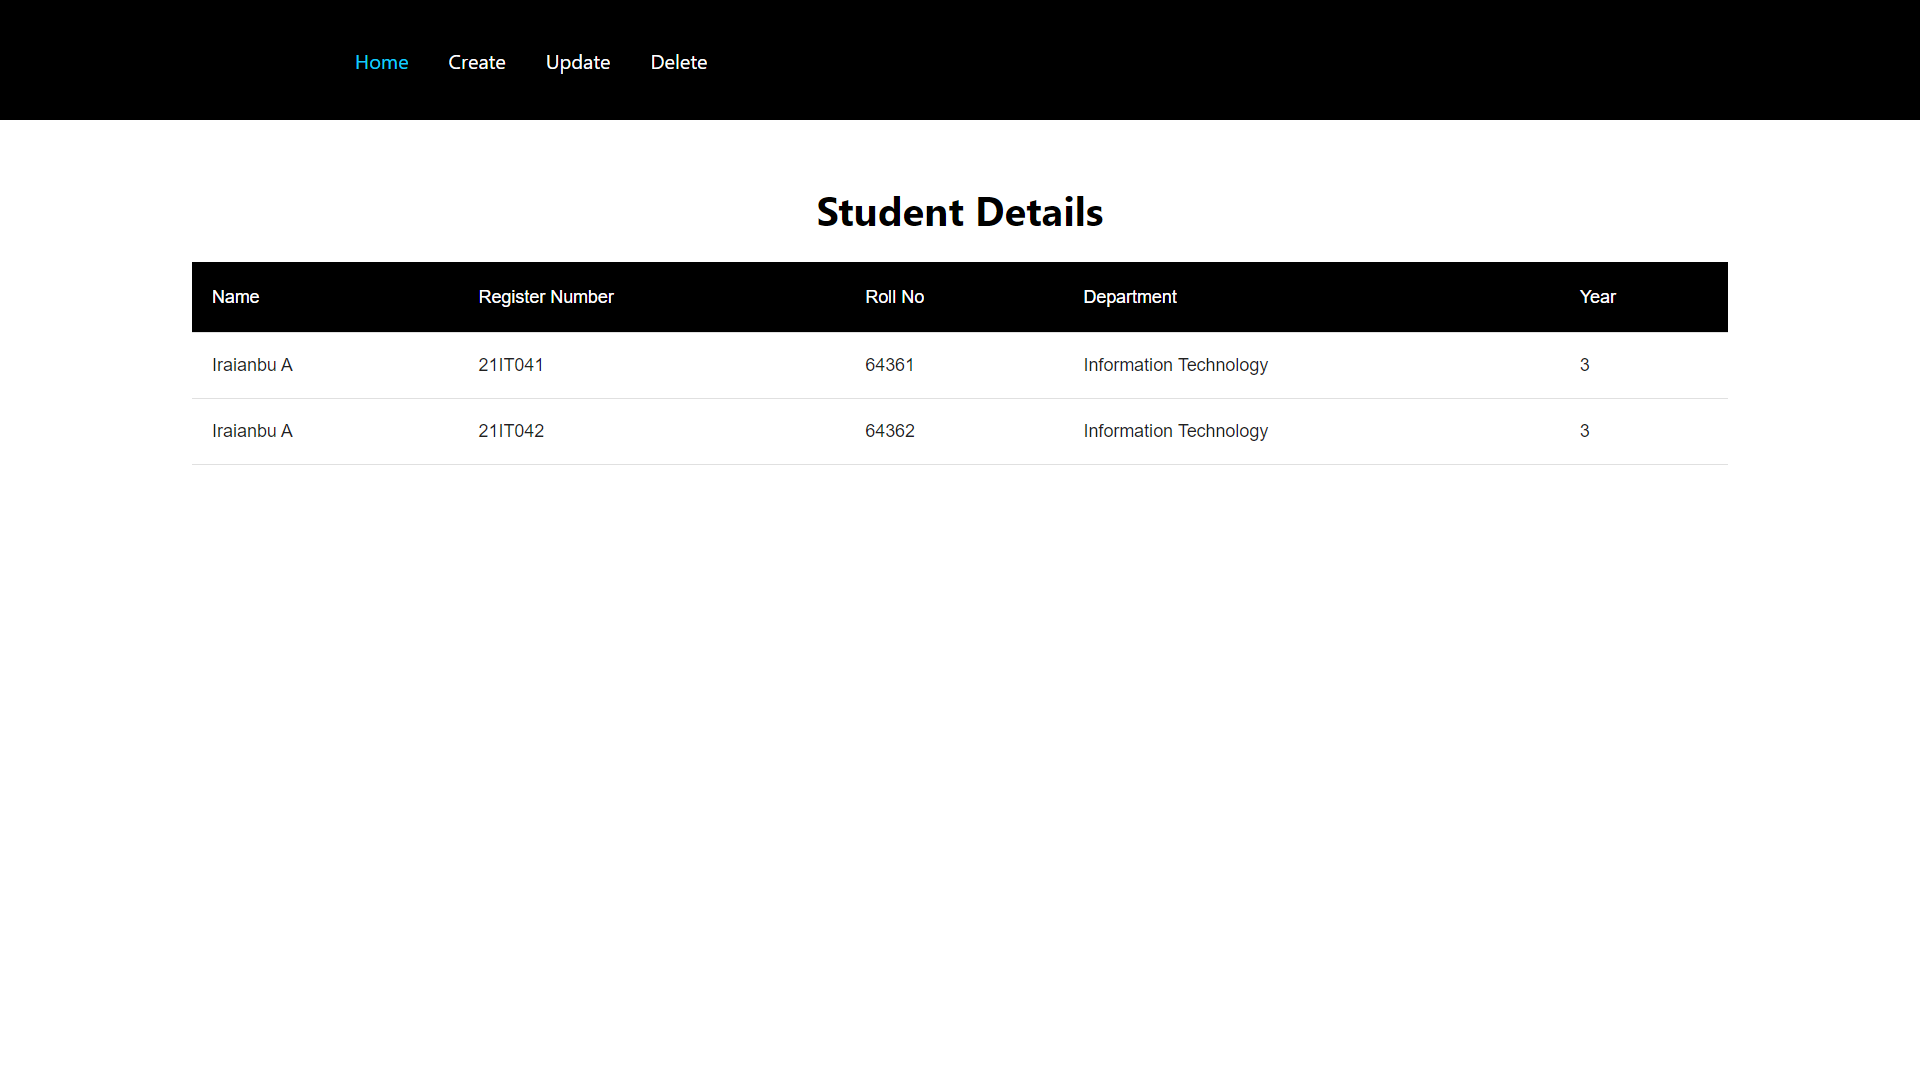 Home Create Update Delete
Student Details
Name Register Number Roll No Department Year
Iraianbu A 21IT041 64361 Information Technology 3
Iraianbu A 21IT042 64362 Information Technology 3